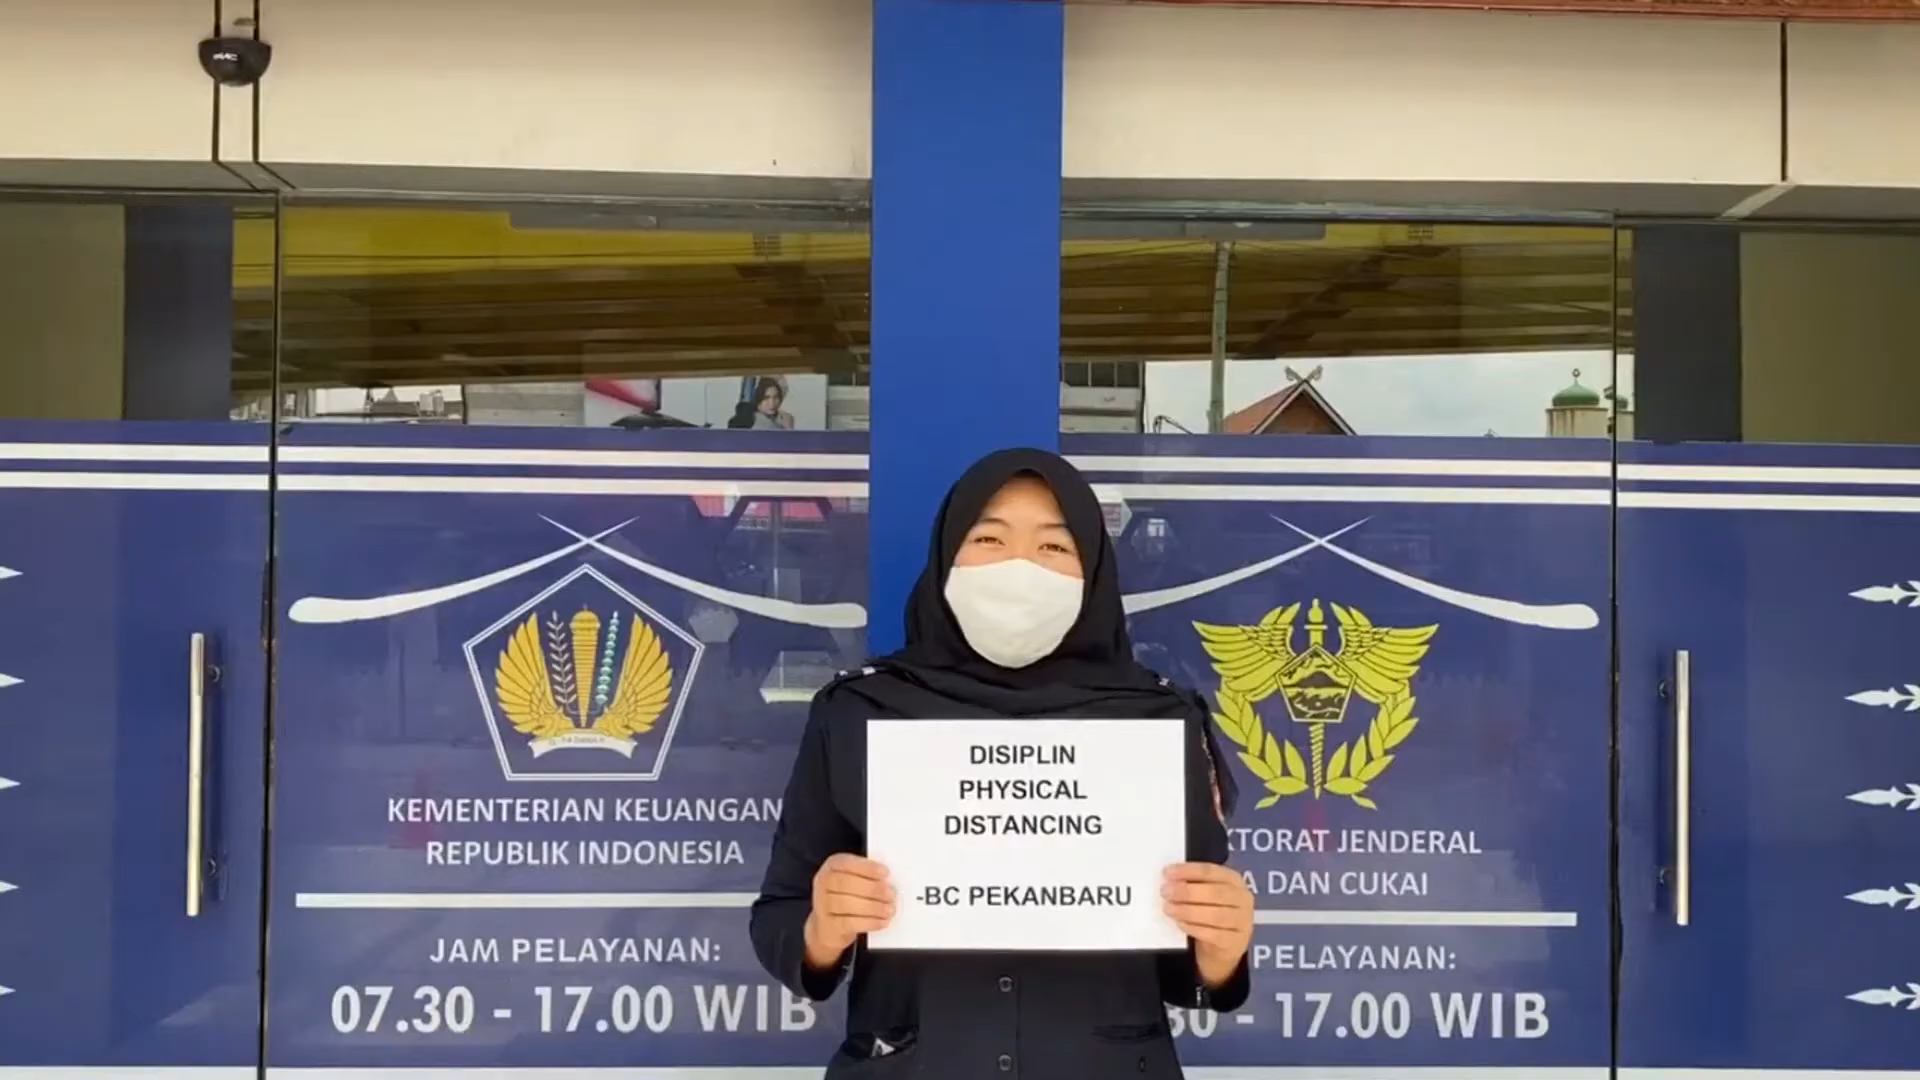 KEMENTERIAN KEUANGAN
REPUBLIK INDONESIA
JAM PELAYANAN:
07.30 - 17.00 WIB
DISIPLIN
PHYSICAL
DISTANCING
-BC PEKANBARU
KTORAT JENDERAL
A DAN CUKAI
PELAYANAN:
30 - 17.00 WIB